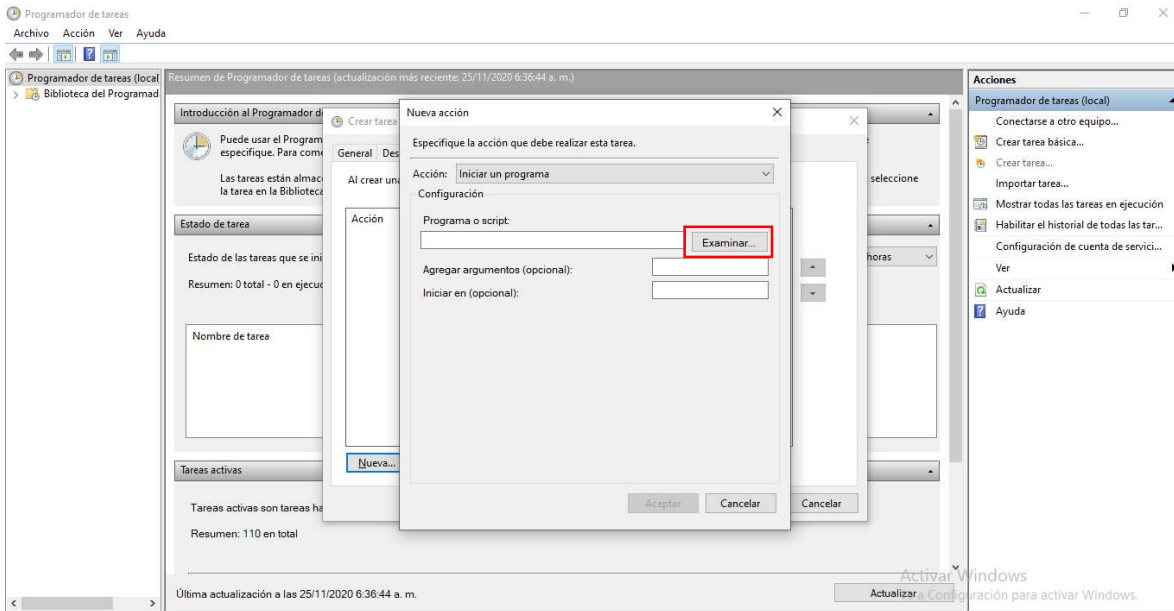 Programador de tareas
Archivo Acción Ver Ayuda
Programador de tareas (local
Biblioteca del Programad
Resumen de Programador de tareas (actualización más reciente: 25/11/2020 6:36:44 a. m.)
Introducción al Programador d
Puede usar el Program
especifique. Para com
Las tareas están almac
la tarea en la Biblioteca
seleccione
Estado de tarea
Estado de las tareas que se ini
horas
Resumen: 0 total - 0 en ejecuc
Nombre de tarea
Tareas activas
Tareas activas son tareas ha
Resumen: 110 en total
Última actualización a las 25/11/2020 6:36:44 a. m.
Actualizar
Crear tarea
General Des
Al crear una
Acción
Nueva...
Cancelar
Nueva acción
Especifique la acción que debe realizar esta tarea.
Acción: Iniciar un programa
Configuración
Programa o script:
Examinar...
Agregar argumentos (opcional):
Iniciar en (opcional):
Aceptar Cancelar
Acciones
Programador de tareas (local)
Conectarse a otro equipo...
Crear tarea básica...
Crear tarea...
Importar tarea...
Mostrar todas las tareas en ejecución
Habilitar el historial de todas las tar...
Configuración de cuenta de servici...
Ver
Actualizar
Ayuda
Activar Windows
a Configuración para activar Windows.